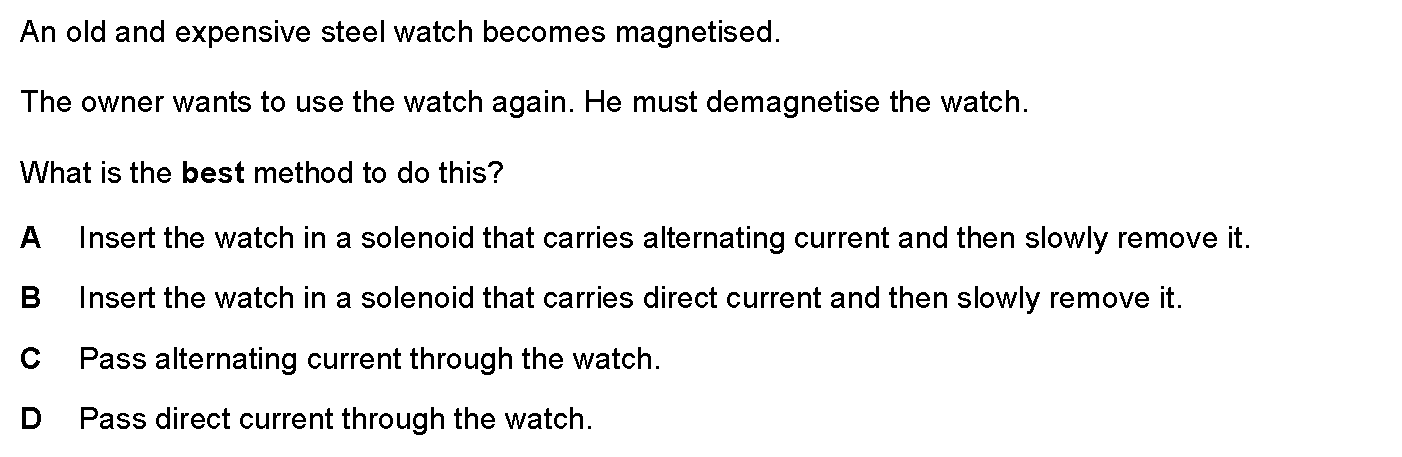 An old and expensive steel watch becomes magnetised.
The owner wants to use the watch again. He must demagnetise the watch.
What is the best method to do this?
A Insert the watch in a solenoid that carries alternating current and then slowly remove it.
B Insert the watch in a solenoid that carries direct current and then slowly remove it.
C Pass alternating current through the watch.
D Pass direct current through the watch.